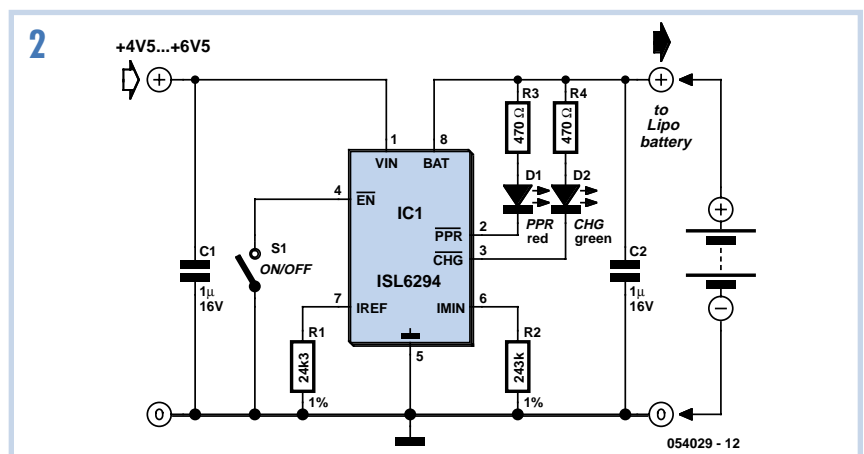 2
+4V5...+6V5
R3
R4
470 Ω
470 Ω
to
Lipo
battery
1
8
VIN
BAT
D1
D2
4
EN
IC1
PPR
red
CHG
green
2
PPR
3
CHG
C1
1µ
16V
S1
ON/OFF
ISL6294
C2
1µ
16V
7
IREF
IMIN
6
R1
24k3
1%
5
R2
243k
1%
0
0
054029 - 12